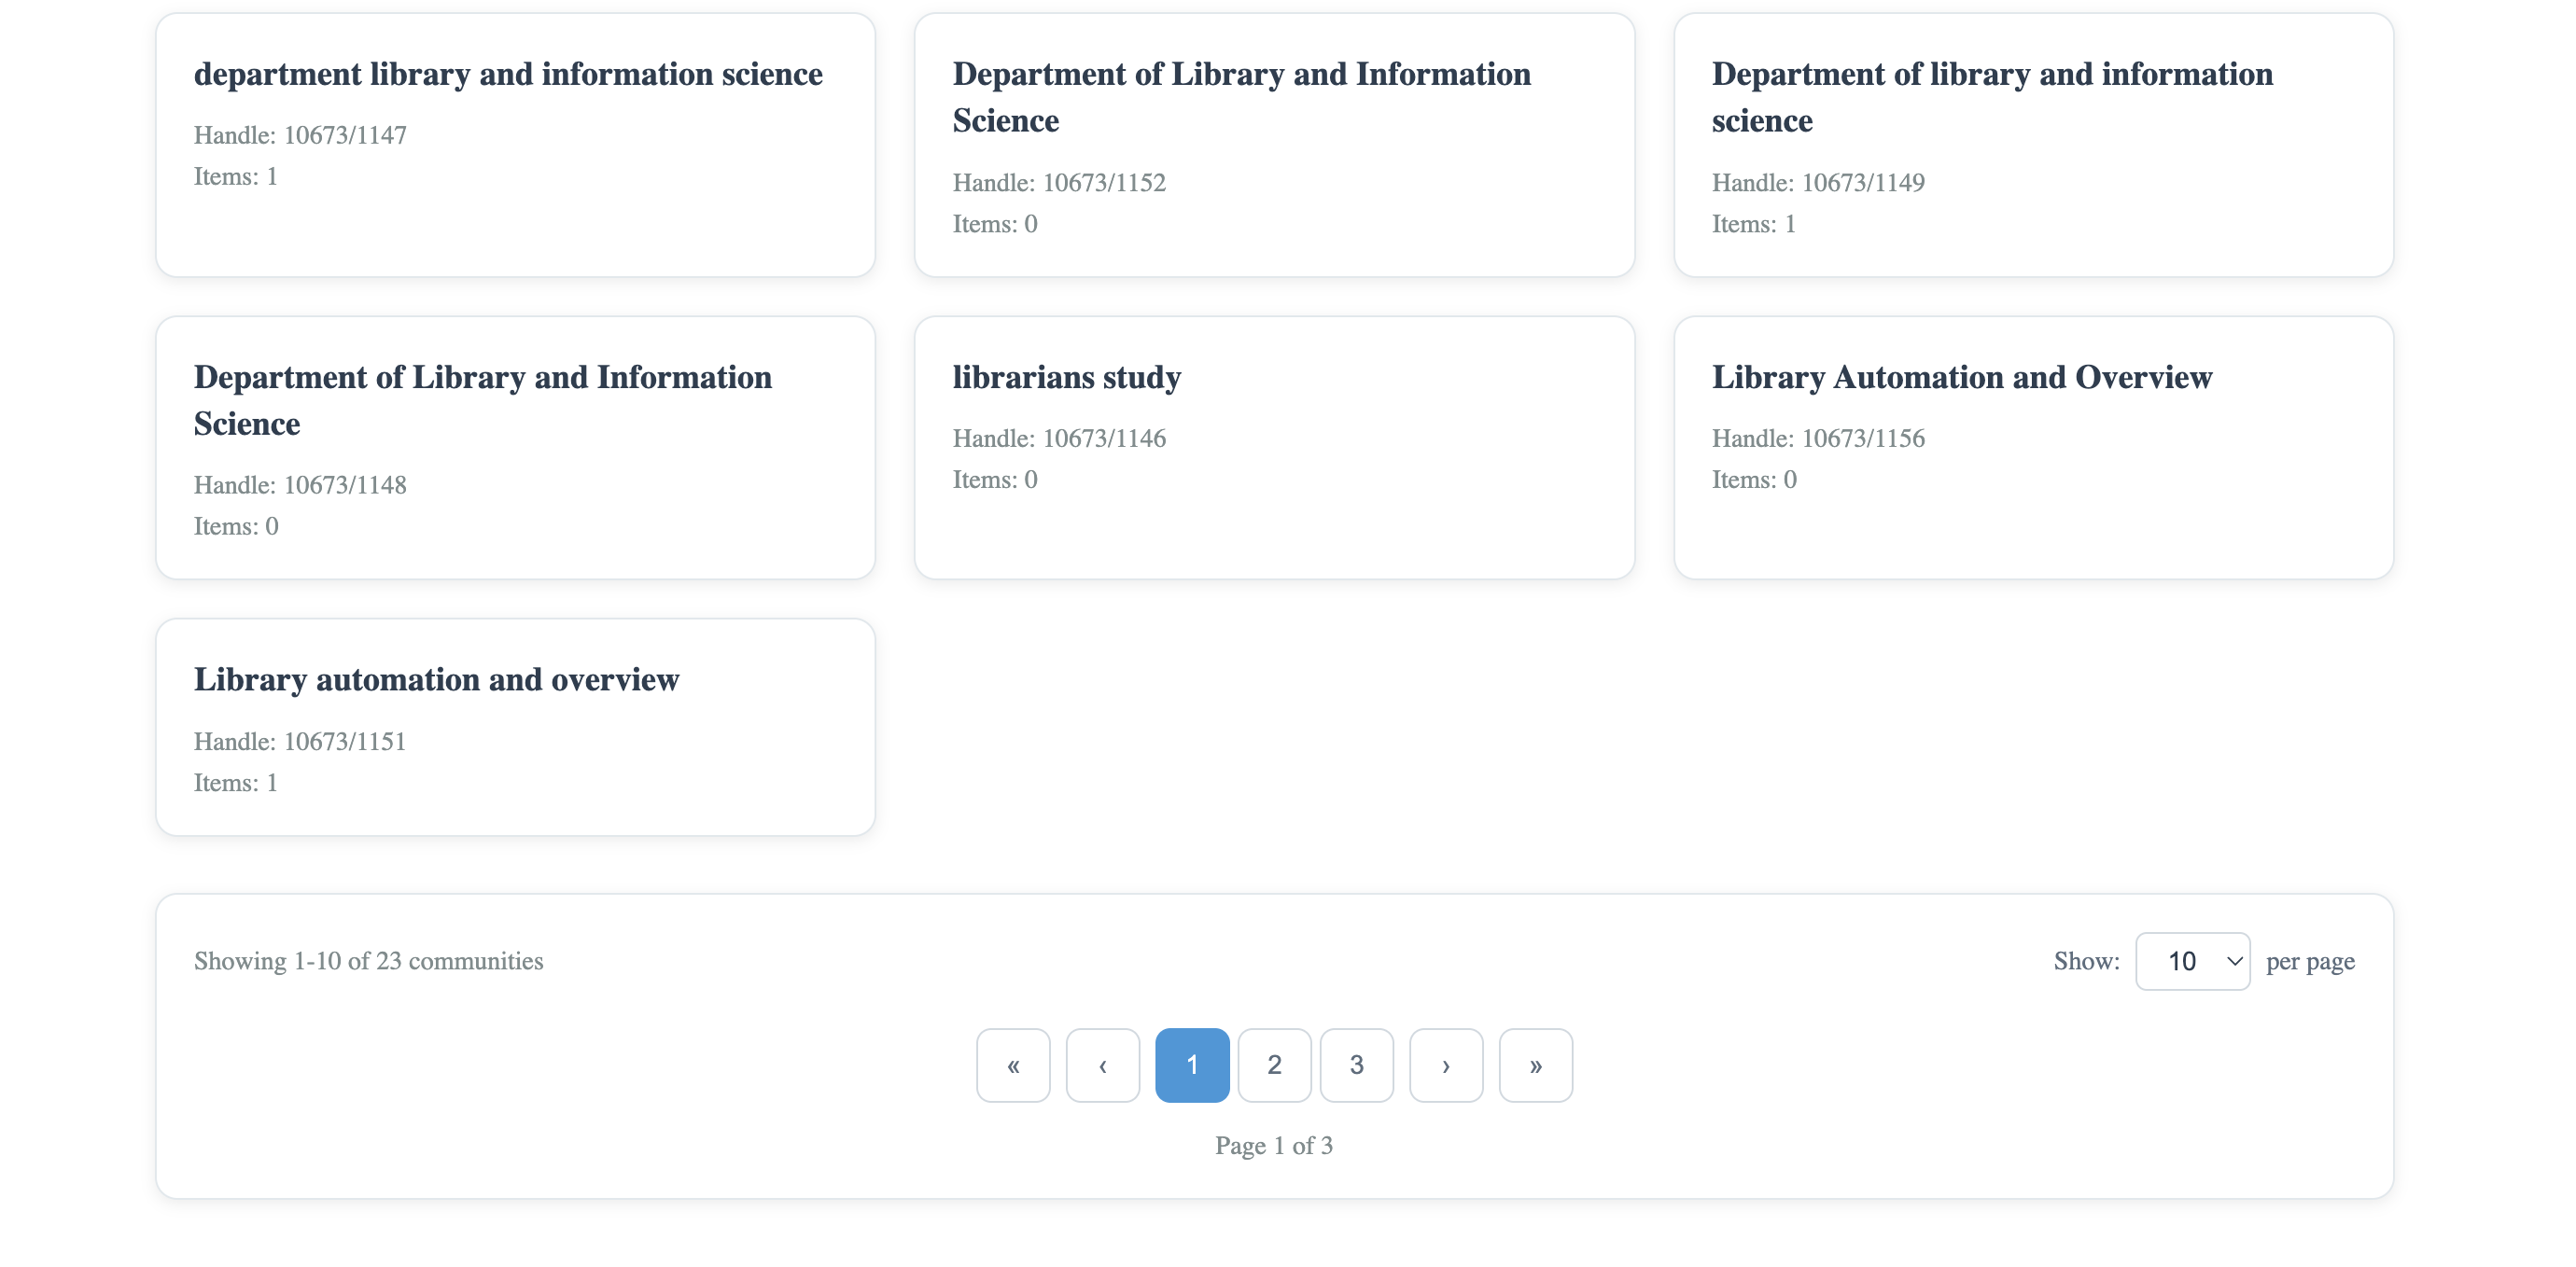 department library and information science
Handle: 10673/1147
Items: 1
Department of Library and Information
Science
Handle: 10673/1152
Items: 0
Department of library and information
science
Handle: 10673/1149
Items: 1
Department of Library and Information
Science
Handle: 10673/1148
Items: 0
librarians study
Handle: 10673/1146
Items: 0
Library Automation and Overview
Handle: 10673/1156
Items: 0
Library automation and overview
Handle: 10673/1151
Items: 1
Showing 1-10 of 23 communities
Show: 10 per page
« ‹ 1 2 3 › »
Page 1 of 3